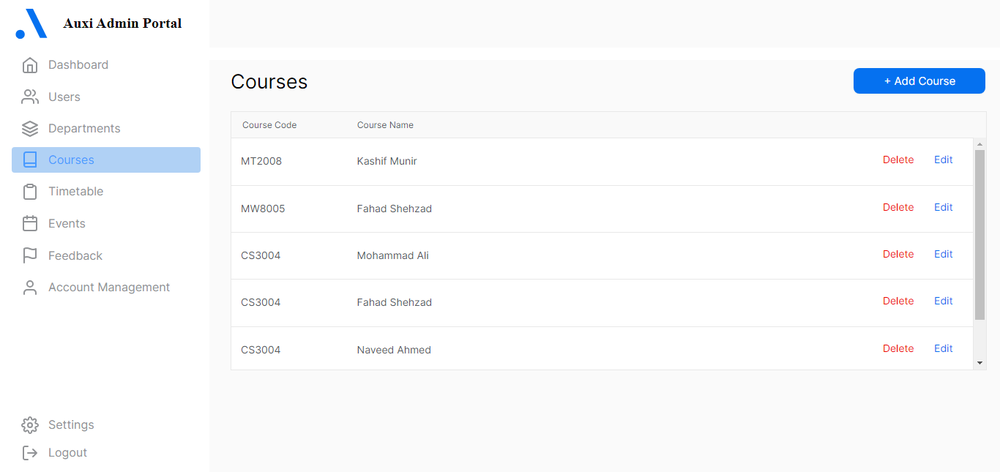 Auxi Admin Portal
Dashboard
Users
Departments
Courses
Timetable
Events
Feedback
Account Management
Settings
Logout
Courses
+ Add Course
Course Code Course Name
MT2008 Kashif Munir Delete Edit
MW8005 Fahad Shehzad Delete Edit
CS3004 Mohammad Ali Delete Edit
CS3004 Fahad Shehzad Delete Edit
CS3004 Naveed Ahmed Delete Edit